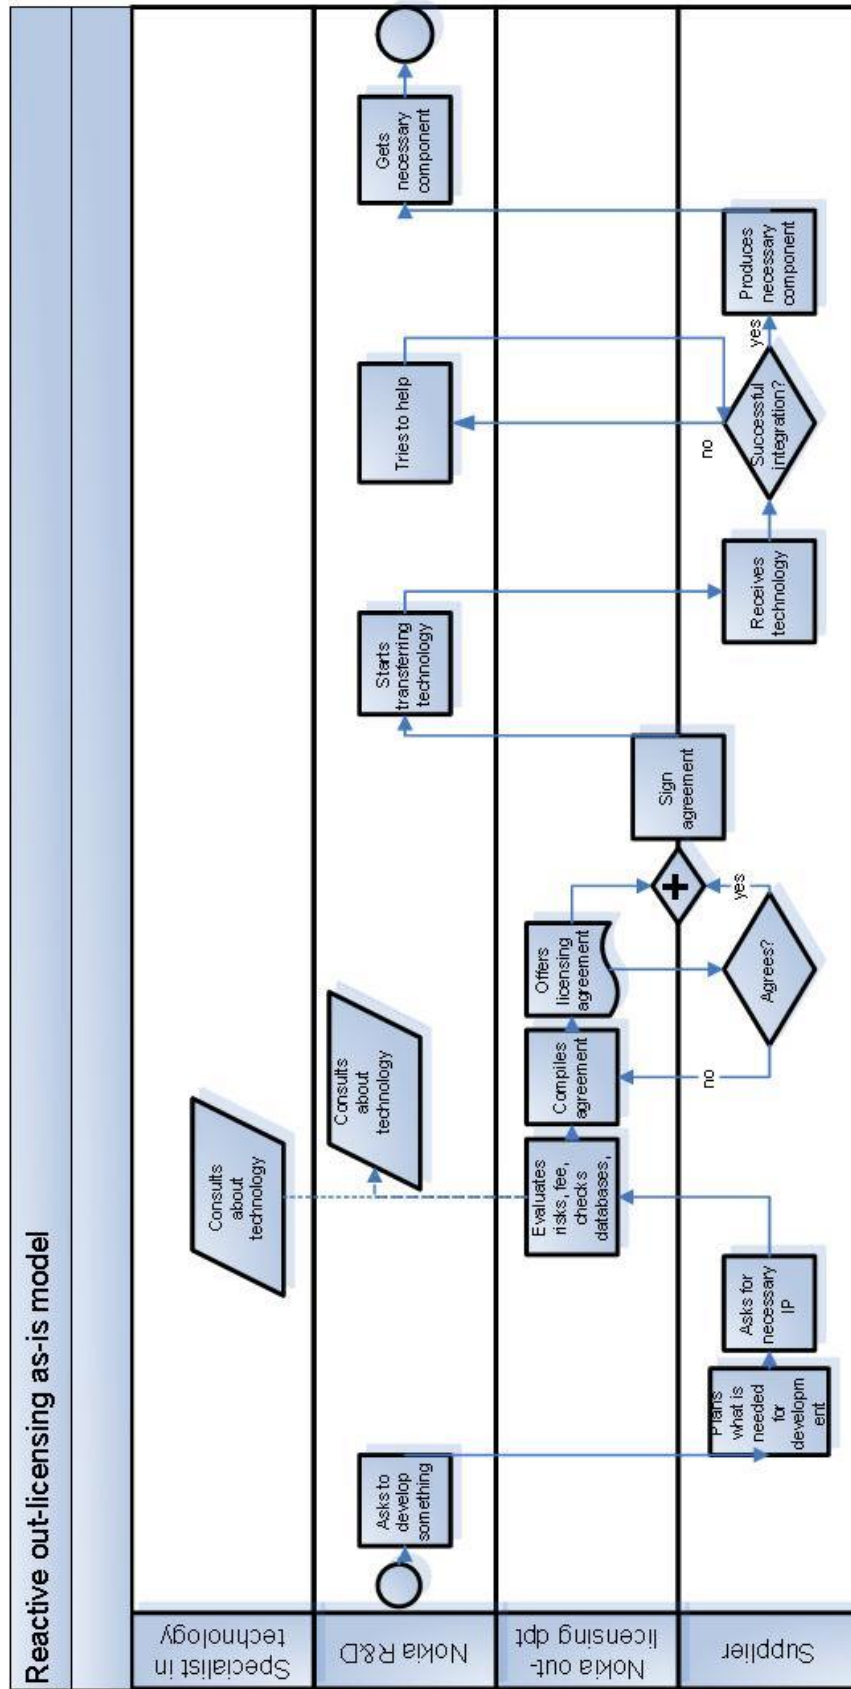 Reactive out-licensing as-is model
Specialist in
technology
Consults
about
technology
Nokia R&D
Asks to
develop
something
Consults
about
technology
Starts
transferring
technology
Tries to help
Gets
necessary
component
Nokia out-
licensing dpt
Evaluates
risks, fee,
checks
databases,
Compiles
agreement
Offers
licensing
agreement
Sign
agreement
Supplier
Plans
what is
needed
for
developm
ent
Asks for
necessary
IP
no
Agrees?
yes
Receives
technology
no
Successful
integration?
yes
Produces
necessary
component